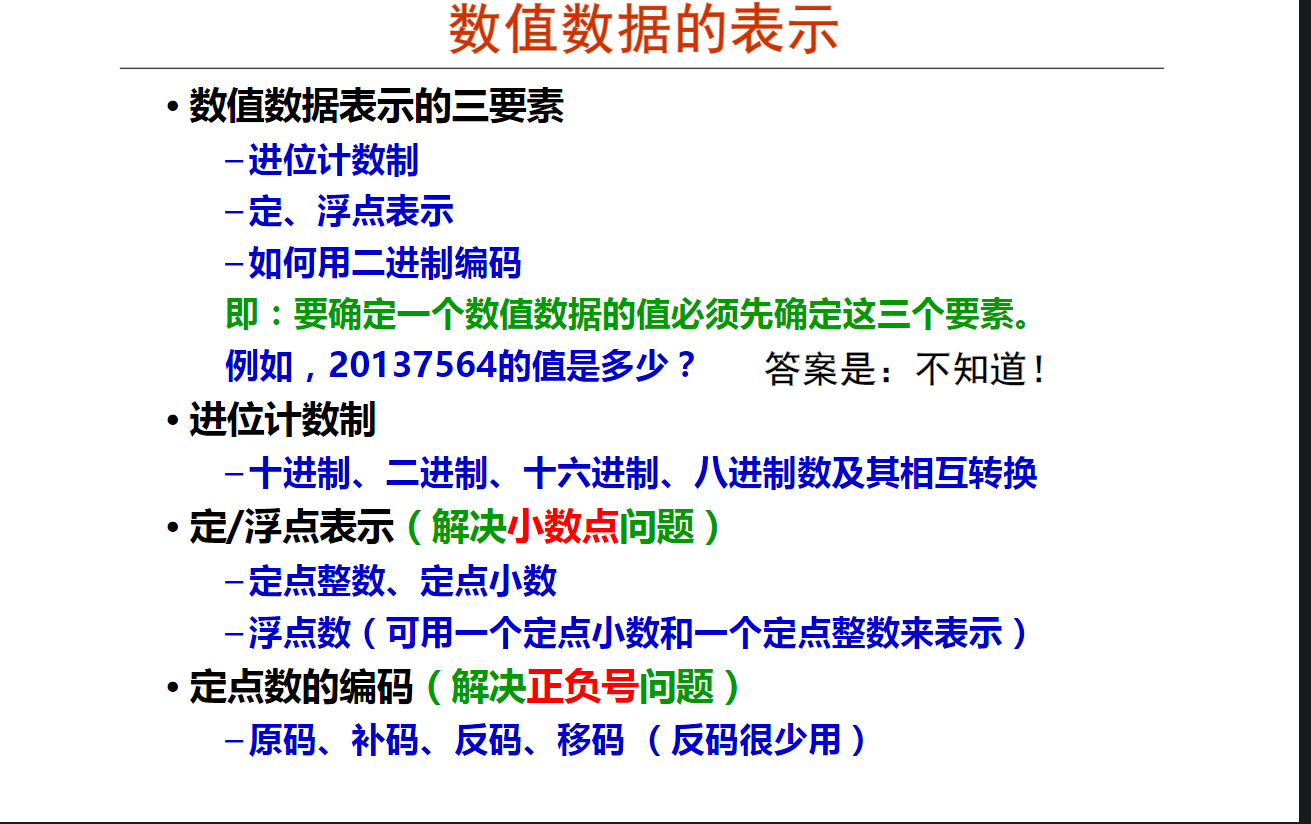 数值数据的表示
• 数值数据表示的三要素
–进位计数制
–定、浮点表示
–如何用二进制编码
即：要确定一个数值数据的值必须先确定这三个要素。
例如，20137564的值是多少？ 答案是：不知道！
• 进位计数制
–十进制、二进制、十六进制、八进制数及其相互转换
• 定/浮点表示（解决小数点问题）
–定点整数、定点小数
–浮点数（可用一个定点小数和一个定点整数来表示）
• 定点数的编码（解决正负号问题）
–原码、补码、反码、移码 （反码很少用）